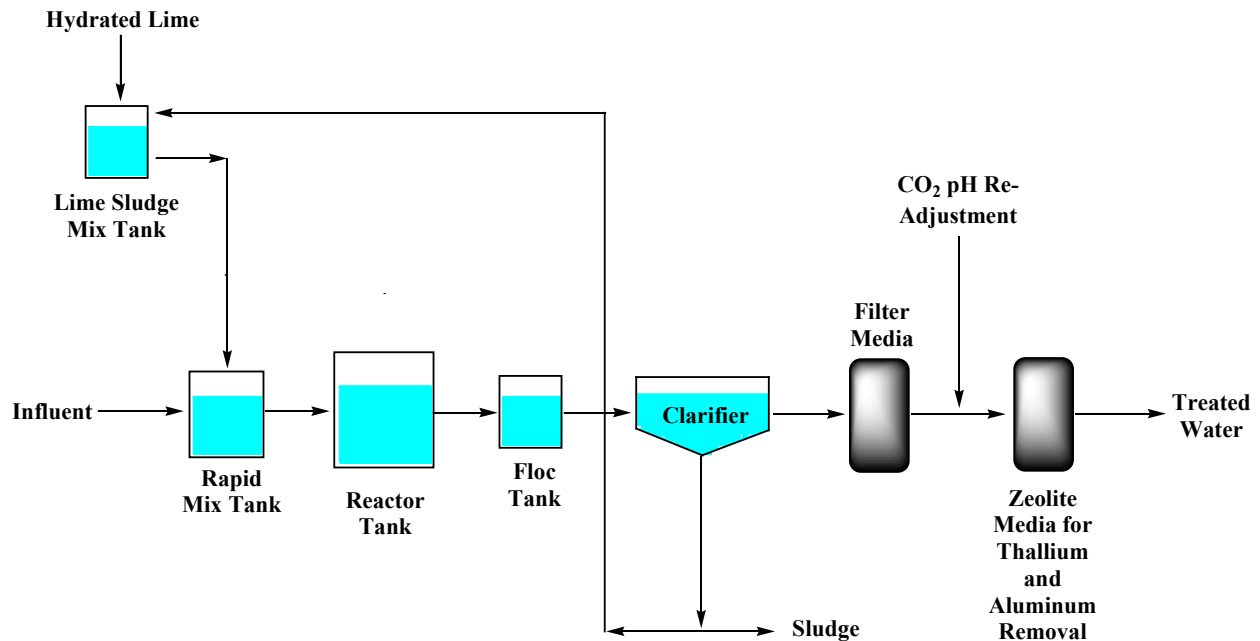 Hydrated Lime
Lime Sludge
Mix Tank
CO₂ pH Re-
Adjustment
Filter
Media
Influent
Clarifier
Treated
Water
Rapid
Mix Tank
Reactor
Tank
Floc
Tank
Zeolite
Media for
Thallium
and
Aluminum
Removal
Sludge